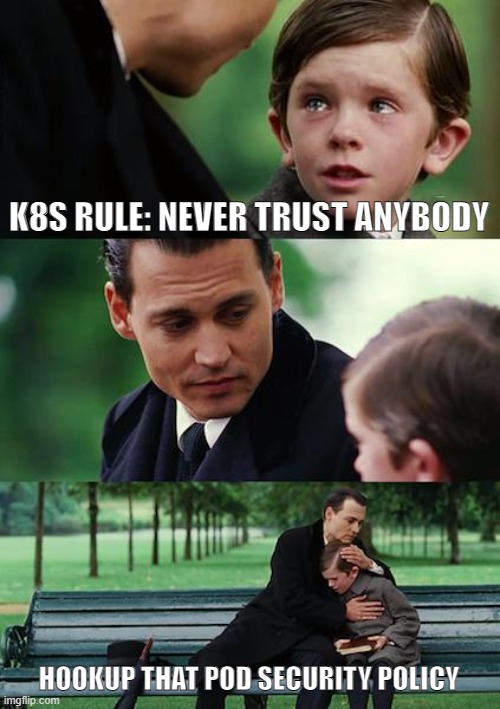 K8S RULE: NEVER TRUST ANYBODY
HOOKUP THAT POD SECURITY POLICY
imgflip.com